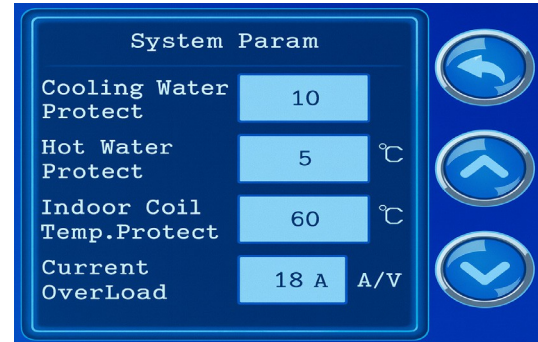 System Param
Cooling Water
Protect
10
Hot Water
Protect
5
℃
Indoor Coil
Temp.Protect
60
℃
Current
OverLoad
18 A
A/V